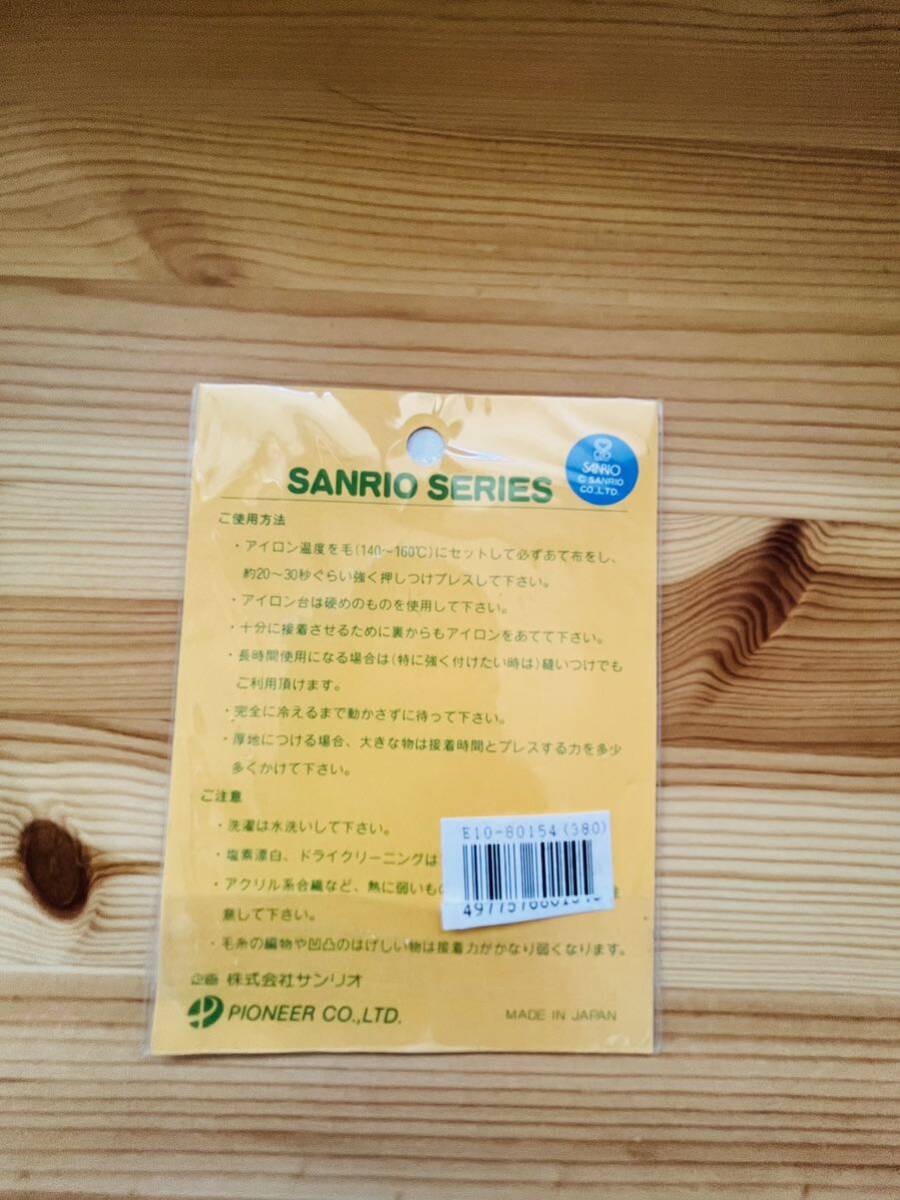 SANRIO SERIES
SANRIO
© SANRIO
CO.,LTD.
ご使用方法
・アイロン温度を毛(140～160℃)にセットして必ずあて布をし、
約20～30秒ぐらい強く押しつけプレスして下さい。
・アイロン台は硬めのものを使用して下さい。
・十分に接着させるために裏からもアイロンをあてて下さい。
・長時間使用になる場合は(特に強く付けたい時は)縫いつけでも
ご利用頂けます。
・完全に冷えるまで動かさずに待って下さい。
・厚地につける場合、大きな物は接着時間とプレスする力を多少
多くかけて下さい。
ご注意
・洗濯は水洗いして下さい。
・塩素漂白、ドライクリーニングは
・アクリル系合繊など、熱に弱いも
意して下さい。
・毛糸の編物や凹凸のはげしい物は接着力がかなり弱くなります。
E10-80154(380)
企画 株式会社サンリオ
PIONEER CO.,LTD.
MADE IN JAPAN